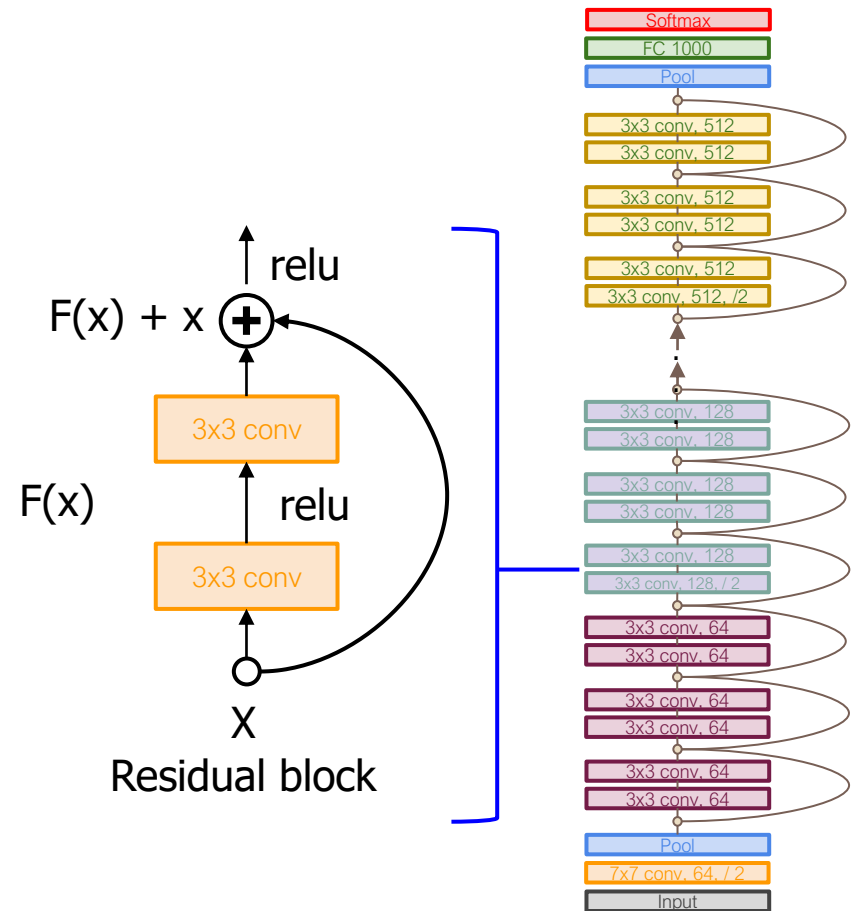 relu
F(x) + x
+
3x3 conv
F(x)
relu
3x3 conv
X
Residual block
Softmax
FC 1000
Pool
3x3 conv, 512
3x3 conv, 512
3x3 conv, 512
3x3 conv, 512
3x3 conv, 512
3x3 conv, 512, /2
3x3 conv, 128
3x3 conv, 128
3x3 conv, 128
3x3 conv, 128
3x3 conv, 128
3x3 conv, 128, / 2
3x3 conv, 64
3x3 conv, 64
3x3 conv, 64
3x3 conv, 64
3x3 conv, 64
3x3 conv, 64
Pool
7x7 conv, 64, / 2
Input